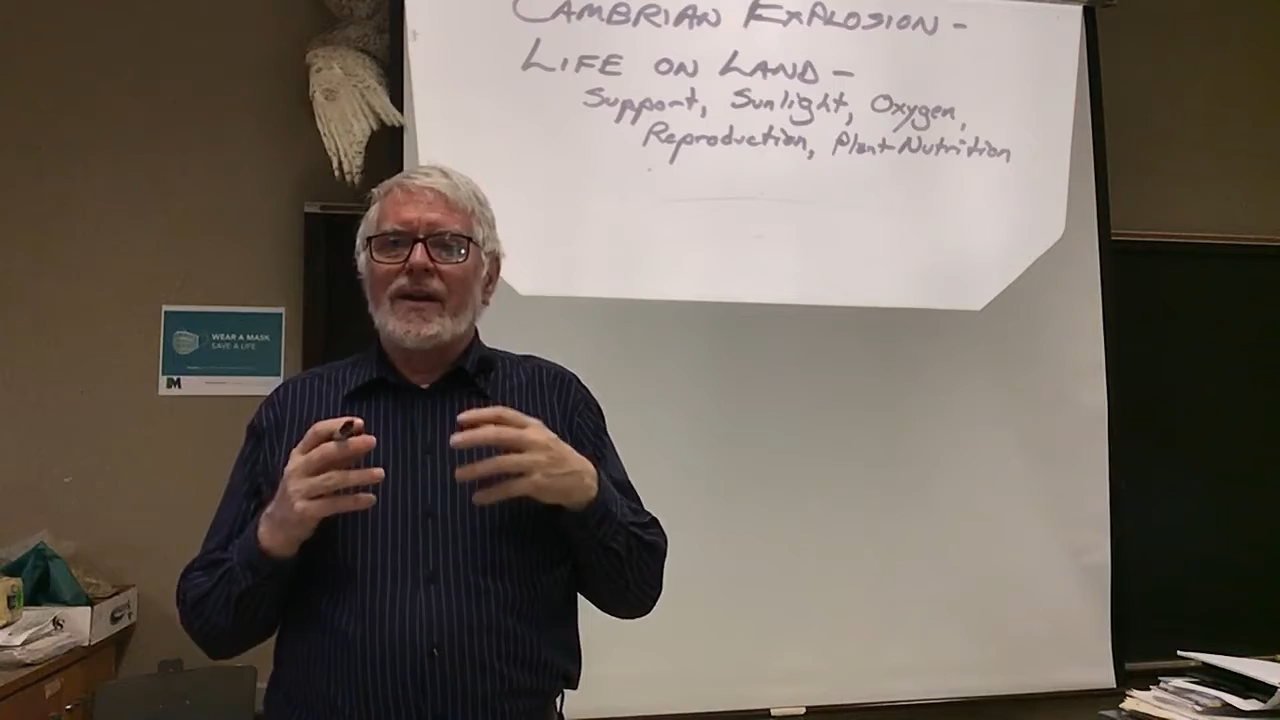 CAMBRIAN EXPLOSION -
LIFE ON LAND -
Support, Sunlight, Oxygen,
Reproduction, Plant Nutrition
WEAR A MASK
SAVE A LIFE
M